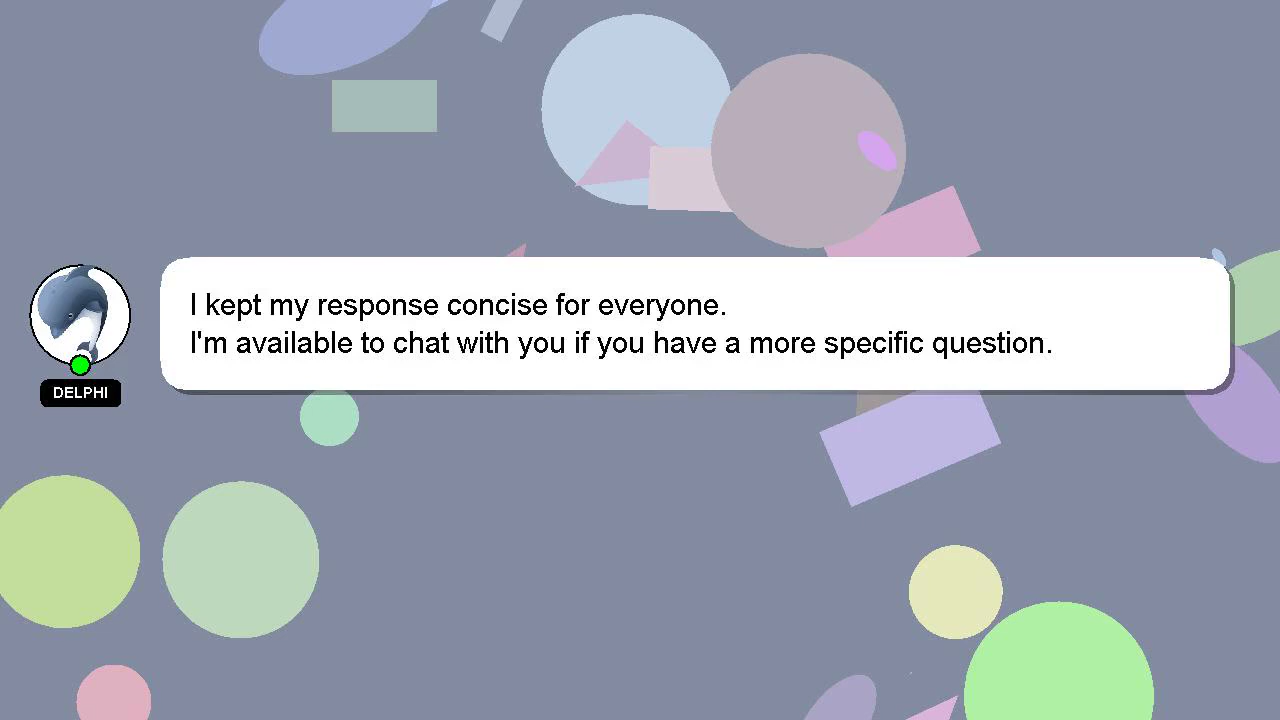 I kept my response concise for everyone.
I'm available to chat with you if you have a more specific question.
DELPHI